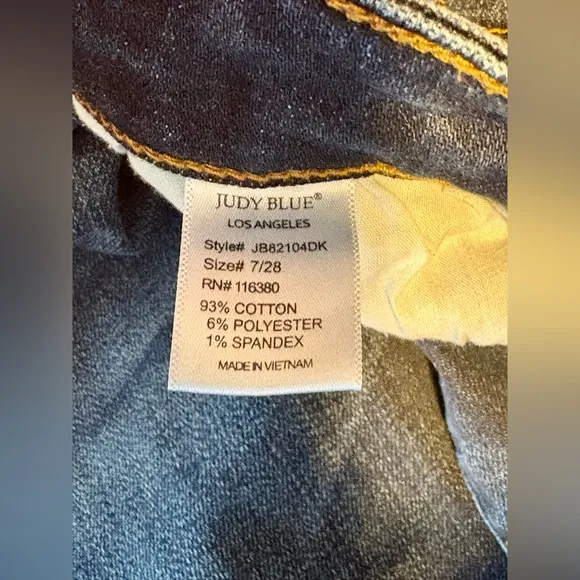 JUDY BLUE®
LOS ANGELES
Style# JB82104DK
Size# 7/28
RN# 116380
93% COTTON
6% POLYESTER
1% SPANDEX
MADE IN VIETNAM